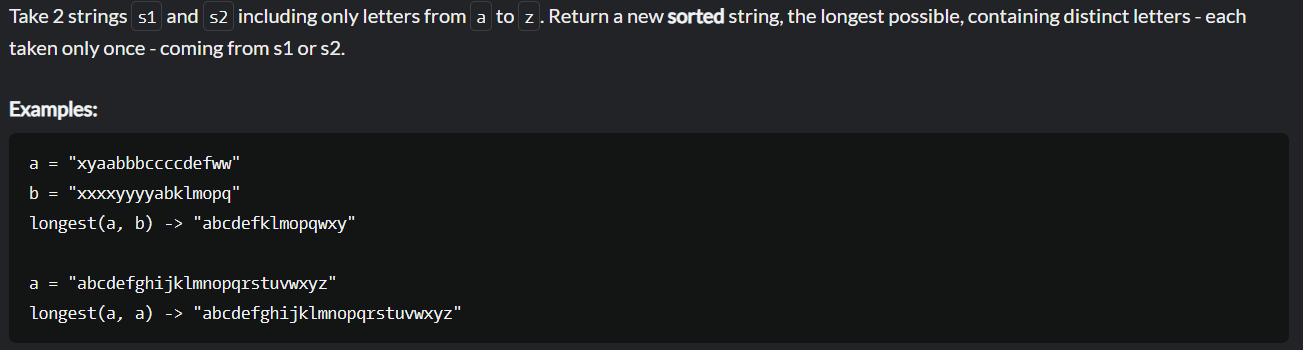 Take 2 strings s1 and s2 including only letters from a to z. Return a new sorted string, the longest possible, containing distinct letters - each
taken only once - coming from s1 or s2.
Examples:
a = "xyaabbbccccdefww"
b = "xxxxyyyyabklmopq"
longest(a, b) -> "abcdefklmopqwxy"
a = "abcdefghijklmnopqrstuvwxyz"
longest(a, a) -> "abcdefghijklmnopqrstuvwxyz"